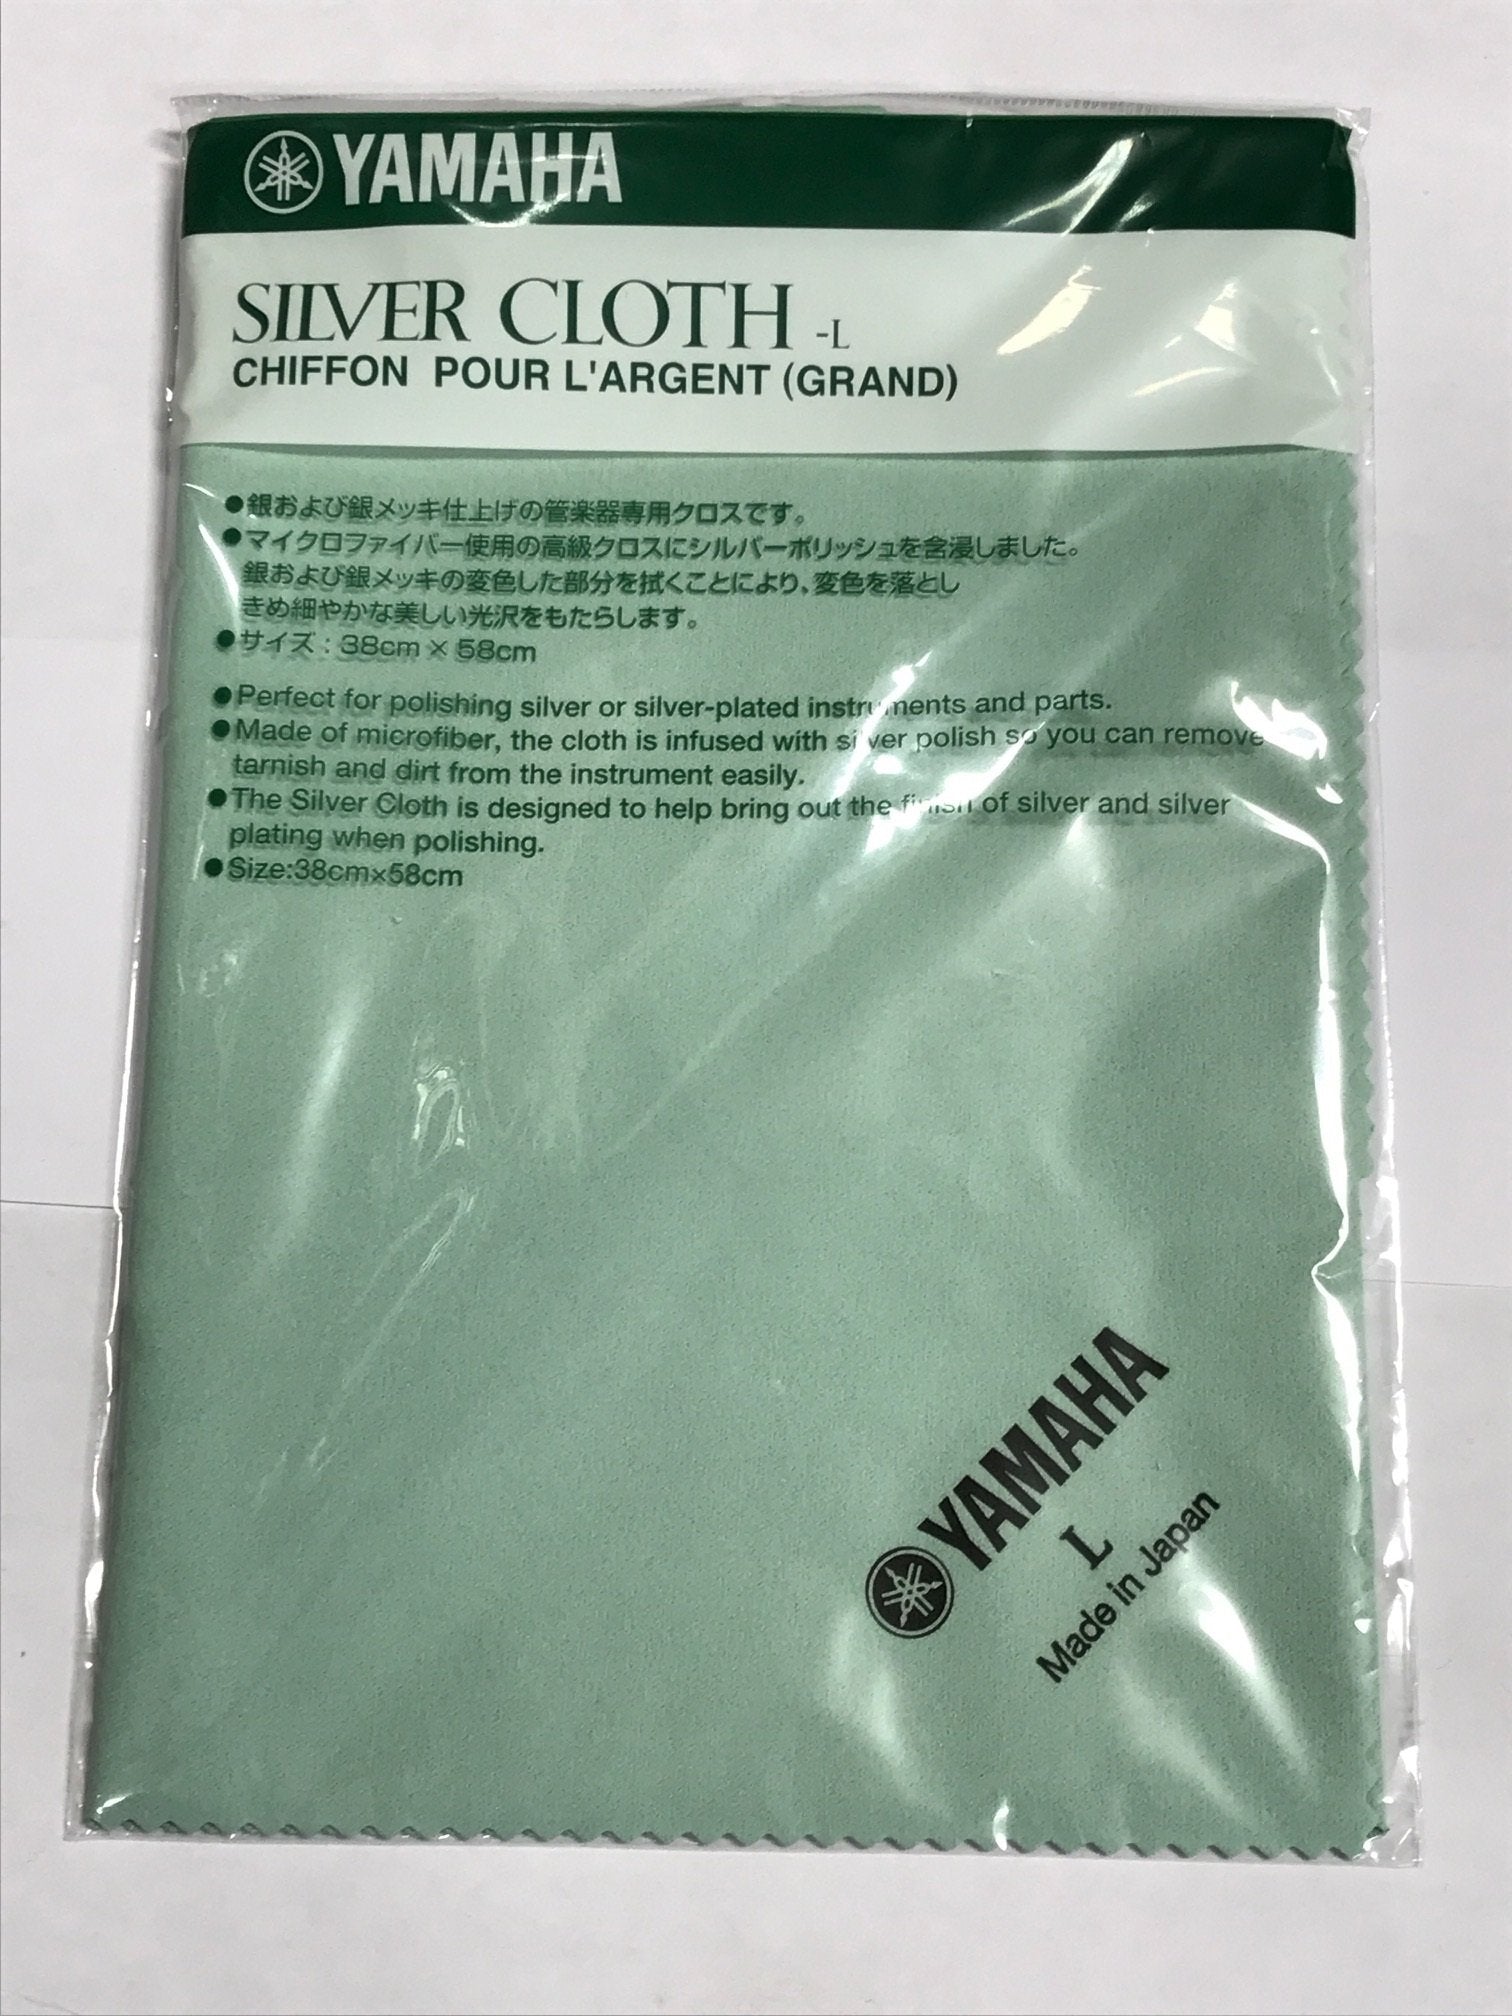 YAMAHA
SILVER CLOTH -L
CHIFFON POUR L'ARGENT (GRAND)
●銀および銀メッキ仕上げの管楽器専用クロスです。
●マイクロファイバー使用の高級クロスにシルバーポリッシュを含浸しました。
銀および銀メッキの変色した部分を拭くことにより、変色を落とし
きめ細やかな美しい光沢をもたらします。
●サイズ：38cm×58cm
●Perfect for polishing silver or silver-plated instruments and parts.
●Made of microfiber, the cloth is infused with silver polish so you can remove
tarnish and dirt from the instrument easily.
●The Silver Cloth is designed to help bring out the finish of silver and silver
plating when polishing.
●Size:38cm×58cm
YAMAHA
L
Made in Japan